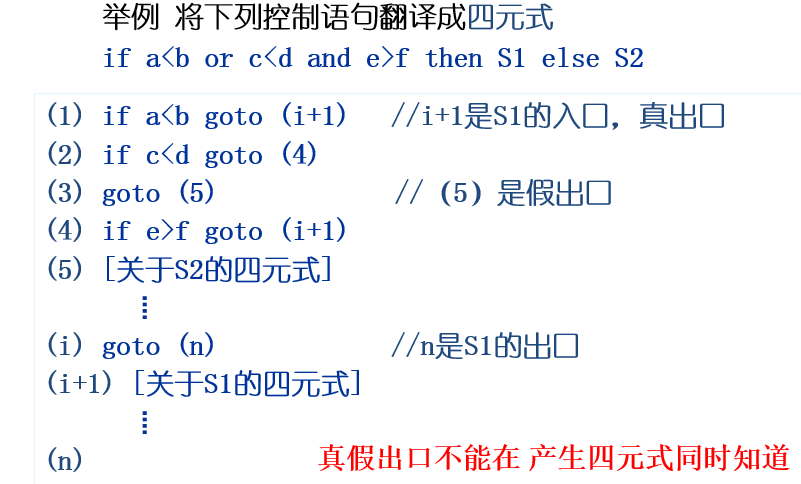 举例 将下列控制语句翻译成四元式
if a<b or c<d and e>f then S1 else S2
(1) if a<b goto (i+1) //i+1是S1的入口，真出口
(2) if c<d goto (4)
(3) goto (5) // (5) 是假出口
(4) if e>f goto (i+1)
(5) [关于S2的四元式]
⋮
(i) goto (n) //n是S1的出口
(i+1) [关于S1的四元式]
⋮
(n) 真假出口不能在 产生四元式同时知道